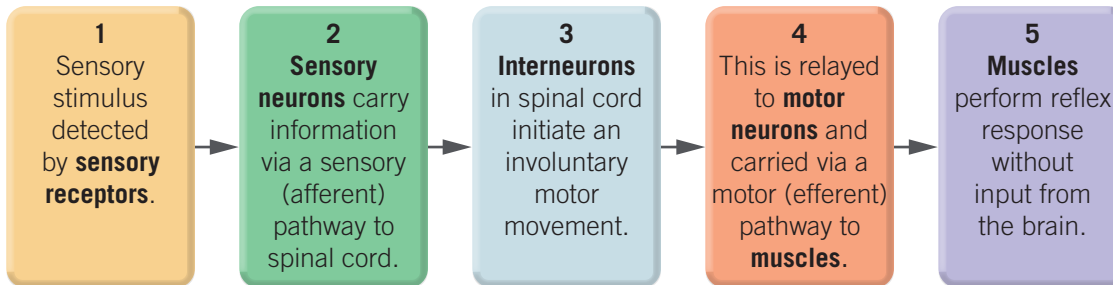 1
Sensory
stimulus
detected
by sensory
receptors.
2
Sensory
neurons carry
information
via a sensory
(afferent)
pathway to
spinal cord.
3
Interneurons
in spinal cord
initiate an
involuntary
motor
movement.
4
This is relayed
to motor
neurons and
carried via a
motor (efferent)
pathway to
muscles.
5
Muscles
perform reflex
response
without
input from
the brain.